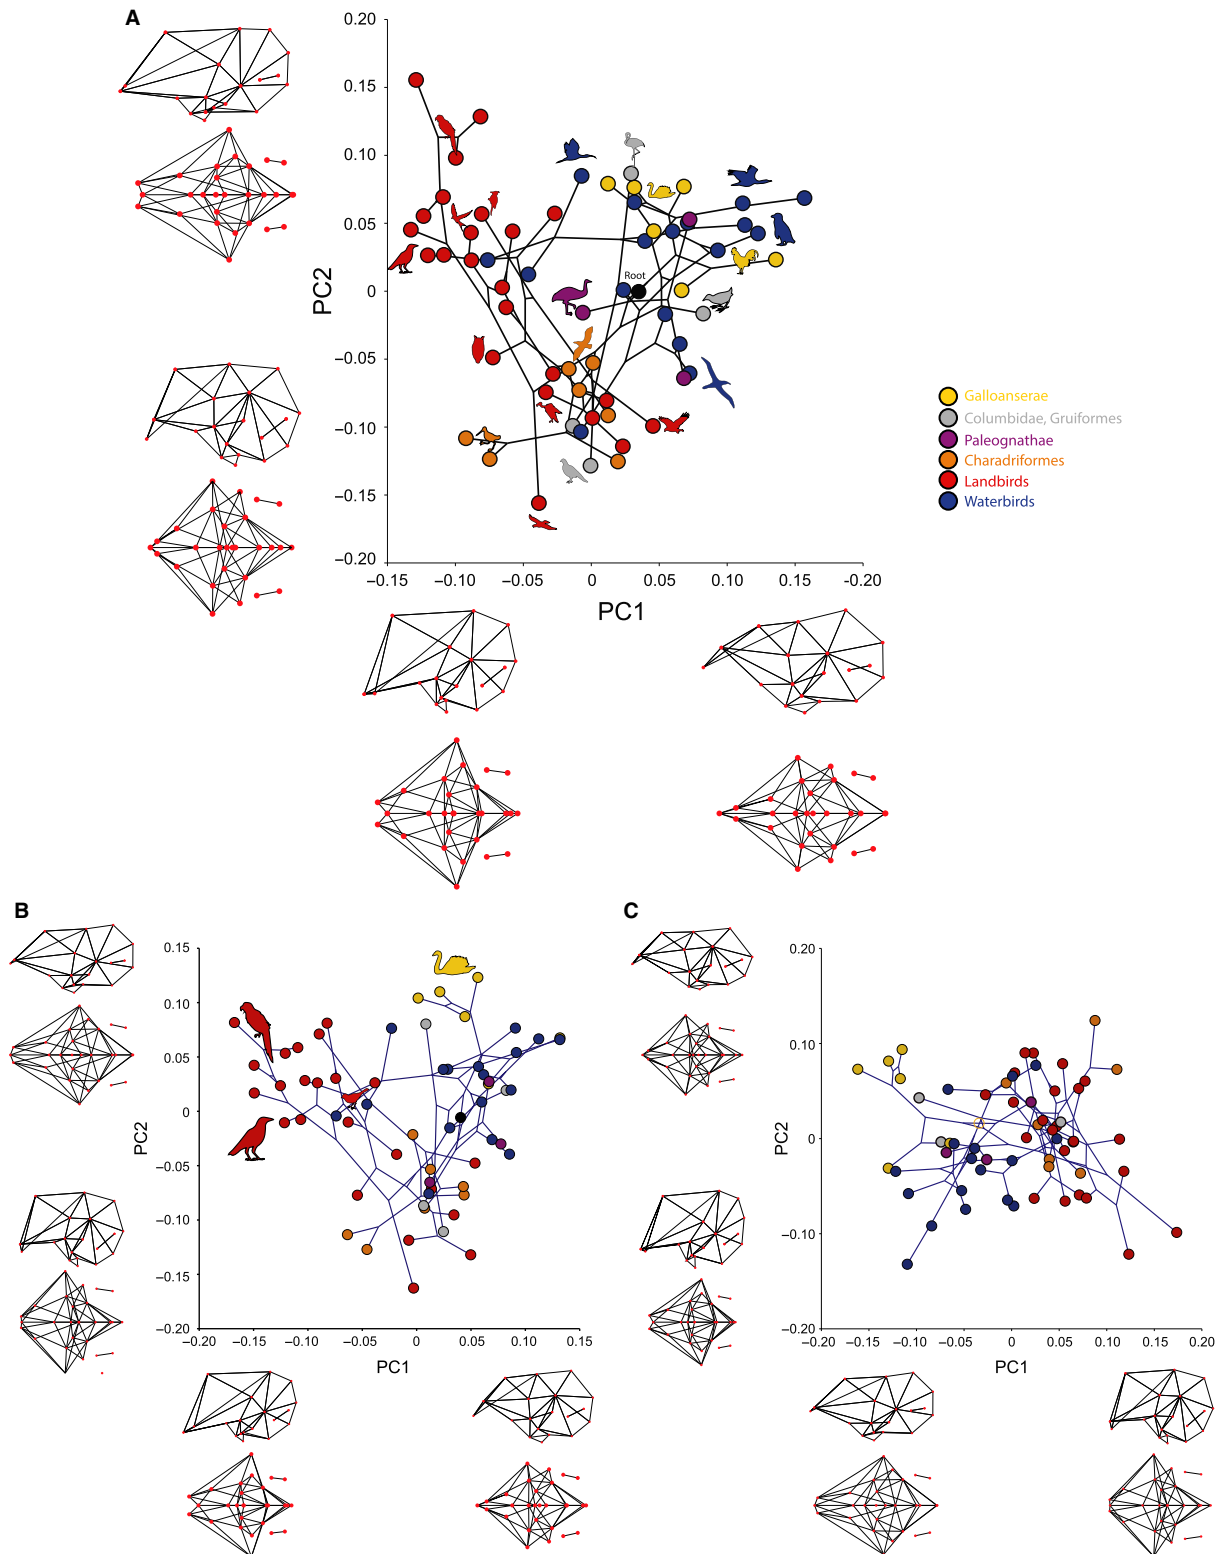 A
0.20
0.15
0.10
0.05
0
−0.05
−0.10
−0.15
−0.20
PC2
Root
−0.15 −0.10 −0.05 0 0.05 0.10 0.15 -0.20
PC1
Galloanserae
Columbidae, Gruiformes
Paleognathae
Charadriformes
Landbirds
Waterbirds
B
0.15
0.10
0.05
0
−0.05
−0.10
−0.15
−0.20
PC2
−0.20 −0.15 −0.10 −0.05 0 0.05 0.10 0.15
PC1
C
0.20
0.10
0
−0.10
−0.20
PC2
−0.20 −0.15 −0.10 −0.05 0 0.05 0.10 0.15 0.20
PC1